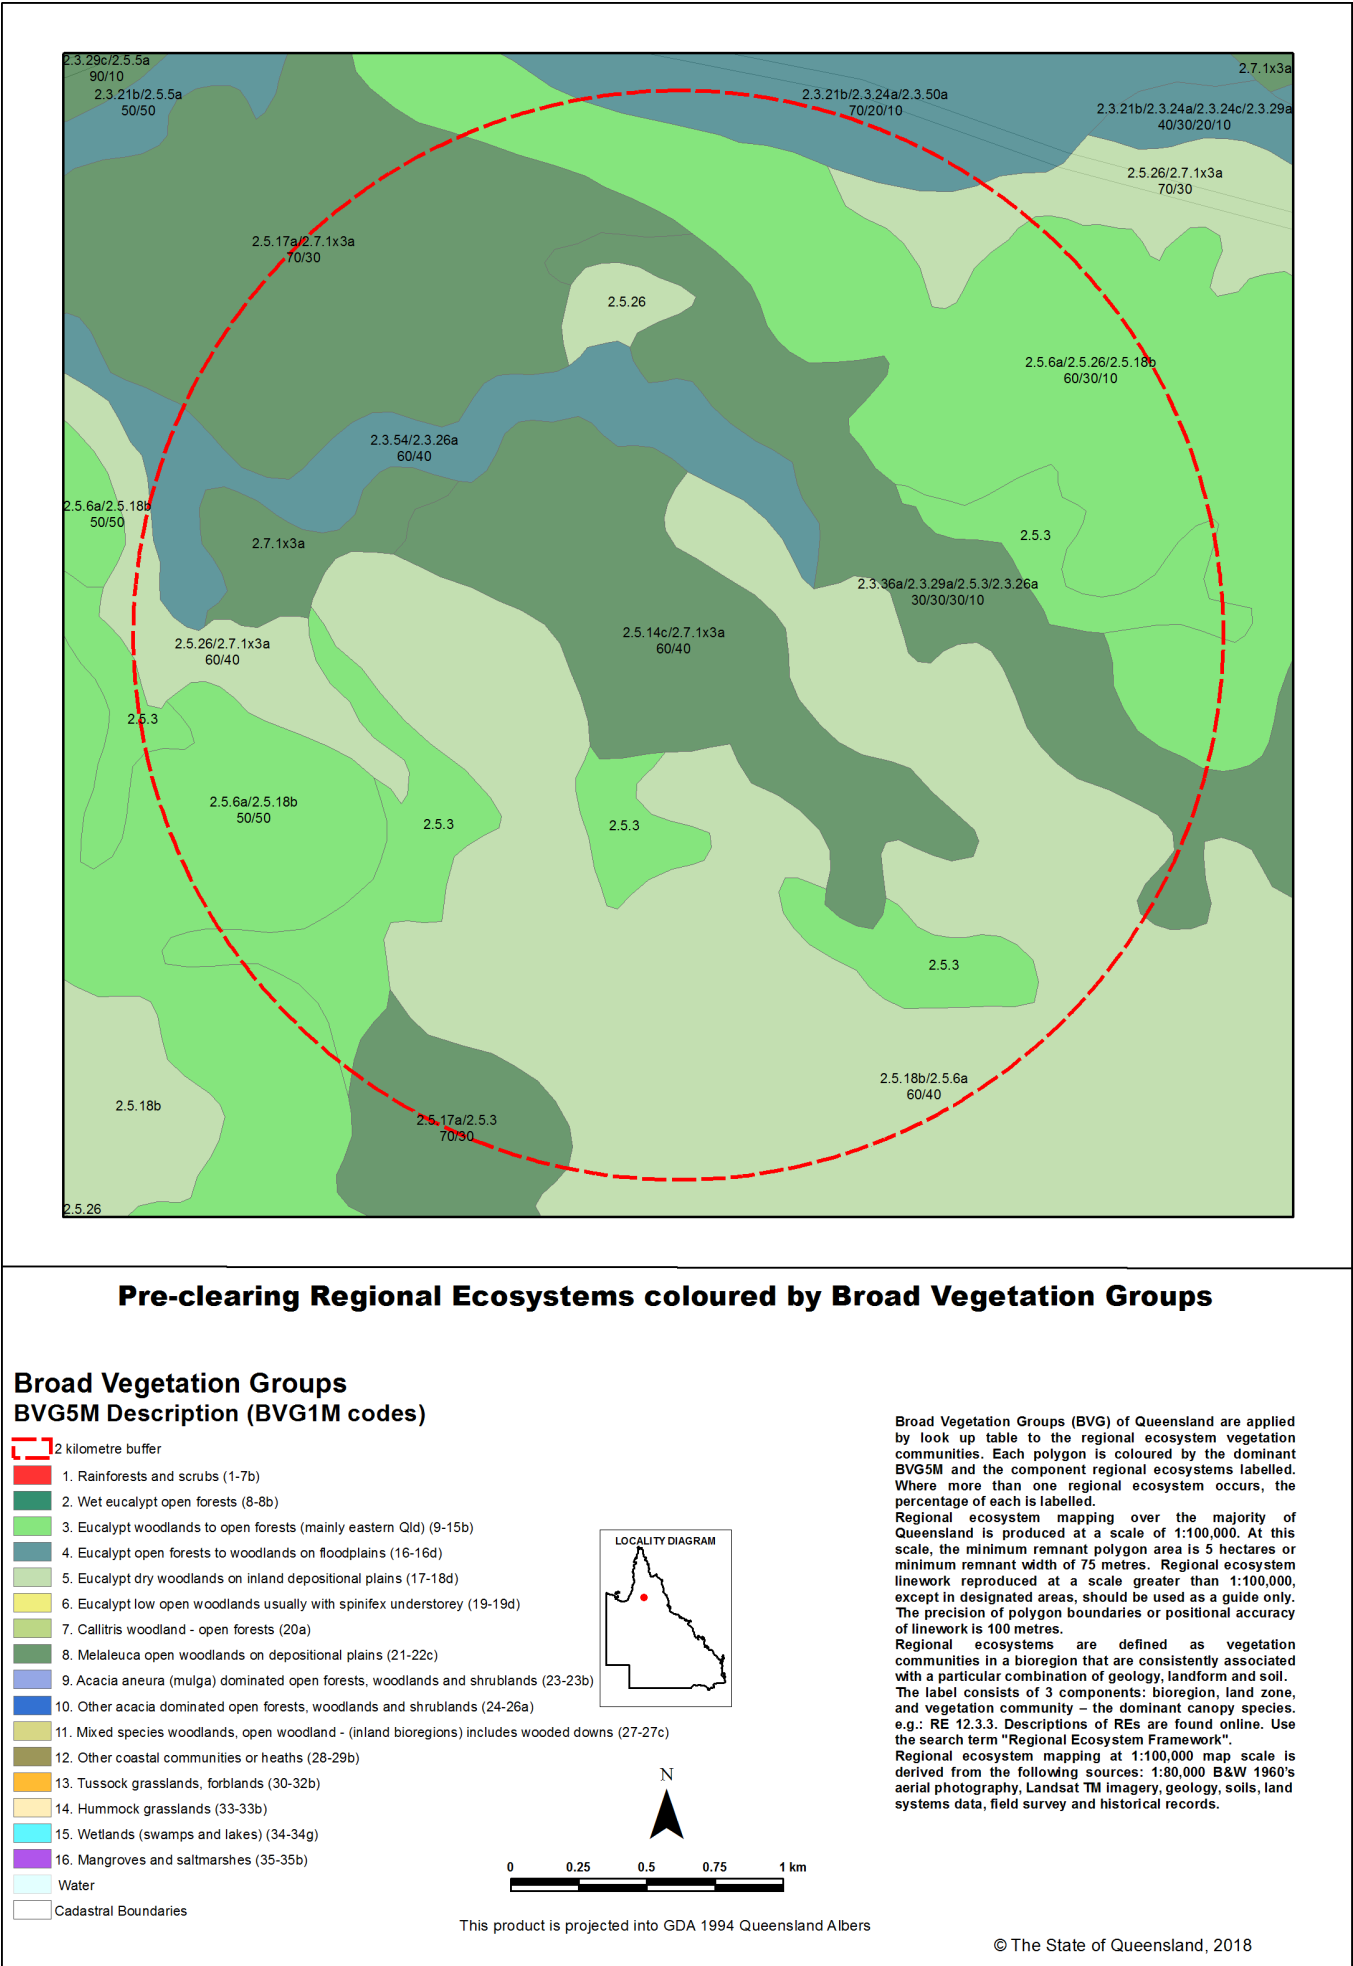 2.3.29c/2.5.5a
90/10
2.3.21b/2.5.5a
50/50
2.3.21b/2.3.24a/2.3.50a
70/20/10
2.7.1x3a
2.3.21b/2.3.24a/2.3.24c/2.3.29a
40/30/20/10
2.5.26/2.7.1x3a
70/30
2.5.17a/2.7.1x3a
70/30
2.5.26
2.5.6a/2.5.26/2.5.18b
60/30/10
2.3.54/2.3.26a
60/40
2.5.6a/2.5.18b
50/50
2.7.1x3a
2.5.3
2.3.36a/2.3.29a/2.5.3/2.3.26a
30/30/30/10
2.5.14c/2.7.1x3a
60/40
2.5.26/2.7.1x3a
60/40
2.5.3
2.5.6a/2.5.18b
50/50
2.5.3
2.5.3
2.5.3
2.5.18b/2.5.6a
60/40
2.5.18b
2.5.17a/2.5.3
70/30
2.5.26
Pre-clearing Regional Ecosystems coloured by Broad Vegetation Groups
Broad Vegetation Groups
BVG5M Description (BVG1M codes)
2 kilometre buffer
1. Rainforests and scrubs (1-7b)
2. Wet eucalypt open forests (8-8b)
3. Eucalypt woodlands to open forests (mainly eastern Qld) (9-15b)
4. Eucalypt open forests to woodlands on floodplains (16-16d)
5. Eucalypt dry woodlands on inland depositional plains (17-18d)
6. Eucalypt low open woodlands usually with spinifex understorey (19-19d)
7. Callitris woodland - open forests (20a)
8. Melaleuca open woodlands on depositional plains (21-22c)
9. Acacia aneura (mulga) dominated open forests, woodlands and shrublands (23-23b)
10. Other acacia dominated open forests, woodlands and shrublands (24-26a)
11. Mixed species woodlands, open woodland - (inland bioregions) includes wooded downs (27-27c)
12. Other coastal communities or heaths (28-29b)
13. Tussock grasslands, forblands (30-32b)
14. Hummock grasslands (33-33b)
15. Wetlands (swamps and lakes) (34-34g)
16. Mangroves and saltmarshes (35-35b)
Water
Cadastral Boundaries
LOCALITY DIAGRAM
N
0 0.25 0.5 0.75 1 km
This product is projected into GDA 1994 Queensland Albers
Broad Vegetation Groups (BVG) of Queensland are applied
by look up table to the regional ecosystem vegetation
communities. Each polygon is coloured by the dominant
BVG5M and the component regional ecosystems labelled.
Where more than one regional ecosystem occurs, the
percentage of each is labelled.
Regional ecosystem mapping over the majority of
Queensland is produced at a scale of 1:100,000. At this
scale, the minimum remnant polygon area is 5 hectares or
minimum remnant width of 75 metres. Regional ecosystem
linework reproduced at a scale greater than 1:100,000,
except in designated areas, should be used as a guide only.
The precision of polygon boundaries or positional accuracy
of linework is 100 metres.
Regional ecosystems are defined as vegetation
communities in a bioregion that are consistently associated
with a particular combination of geology, landform and soil.
The label consists of 3 components: bioregion, land zone,
and vegetation community – the dominant canopy species.
e.g.: RE 12.3.3. Descriptions of REs are found online. Use
the search term "Regional Ecosystem Framework".
Regional ecosystem mapping at 1:100,000 map scale is
derived from the following sources: 1:80,000 B&W 1960's
aerial photography, Landsat TM imagery, geology, soils, land
systems data, field survey and historical records.
© The State of Queensland, 2018